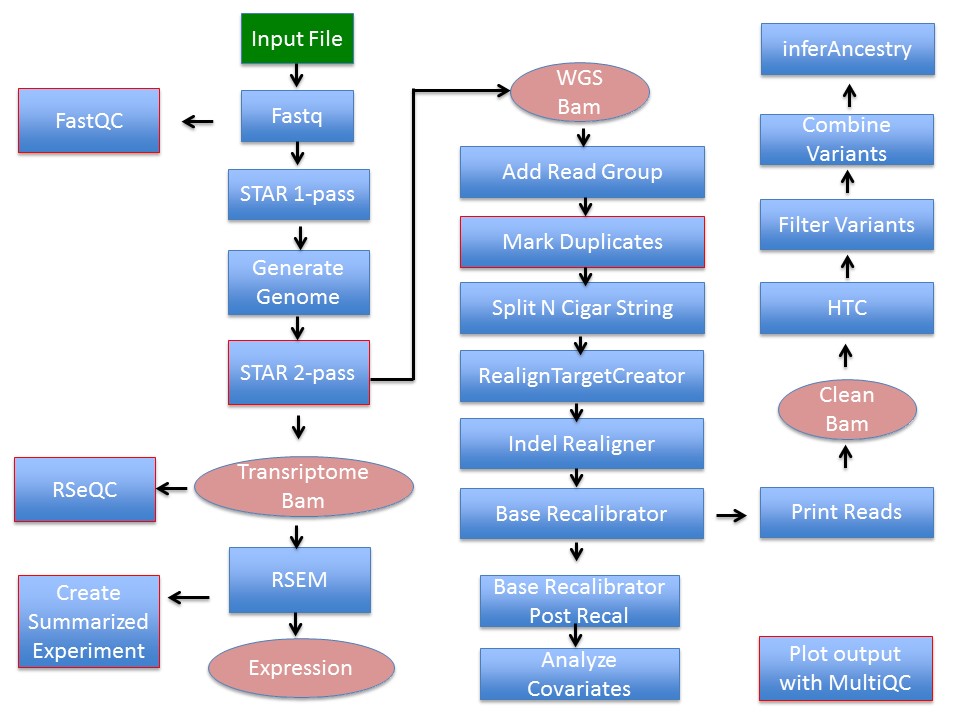 Input File
Fastq
FastQC
STAR 1-pass
Generate
Genome
STAR 2-pass
Transriptome
Bam
RSeQC
RSEM
Create
Summarized
Experiment
Expression
WGS
Bam
Add Read Group
Mark Duplicates
Split N Cigar String
RealignTargetCreator
Indel Realigner
Base Recalibrator
Base Recalibrator
Post Recal
Analyze
Covariates
Print Reads
Clean
Bam
HTC
Filter Variants
Combine
Variants
inferAncestry
Plot output
with MultiQC